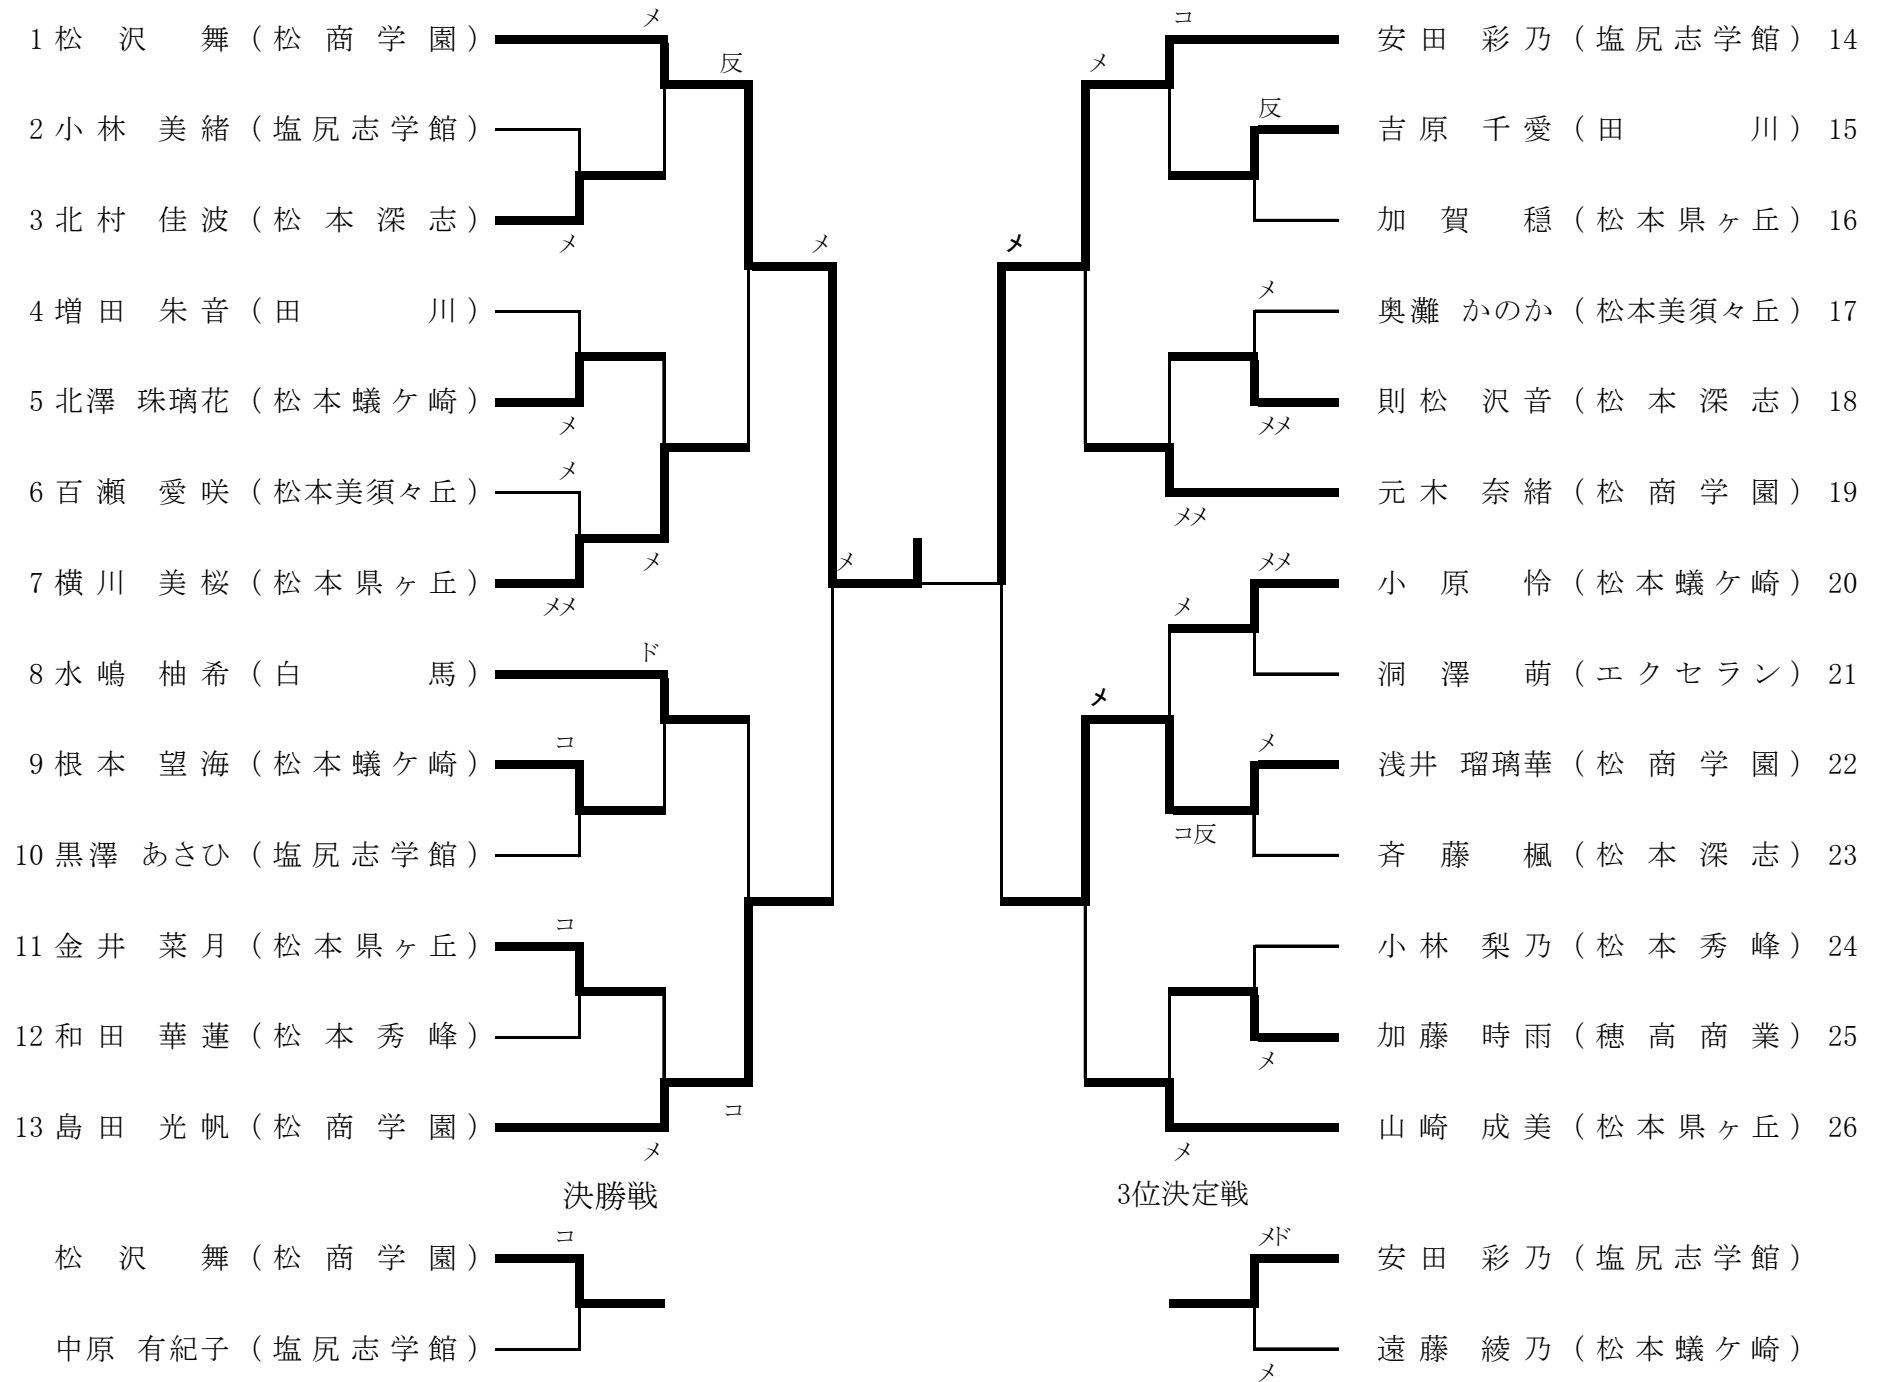 メ
1 松沢 舞 (松商学園)
反
2 小林 美緒 (塩尻志学館)
3 北村 佳波 (松本深志)
メ
メ
4 増田 朱音 (田川)
5 北澤 珠璃花 (松本蟻ケ崎)
メ
メ
6 百瀬 愛咲 (松本美須々丘)
メ
メ
7 横川 美桜 (松本県ヶ丘)
メメ
ド
8 水嶋 柚希 (白馬)
コ
9 根本 望海 (松本蟻ケ崎)
10 黒澤 あさひ (塩尻志学館)
コ
11 金井 菜月 (松本県ヶ丘)
12 和田 華蓮 (松本秀峰)
コ
13 島田 光帆 (松商学園)
メ
コ
安田 彩乃 (塩尻志学館) 14
メ
反
吉原 千愛 (田川) 15
加賀 穏 (松本県ヶ丘) 16
メ
メ
奥灘 かのか (松本美須々丘) 17
則松 沢音 (松本深志) 18
メメ
元木 奈緒 (松商学園) 19
メメ
メメ
小原 怜 (松本蟻ケ崎) 20
メ
洞澤 萌 (エクセラン) 21
メ
メ
浅井 瑠璃華 (松商学園) 22
コ反
斉藤 楓 (松本深志) 23
小林 梨乃 (松本秀峰) 24
加藤 時雨 (穂高商業) 25
メ
山崎 成美 (松本県ヶ丘) 26
メ
決勝戦
コ
松沢 舞 (松商学園)
中原 有紀子 (塩尻志学館)
3位決定戦
メド
安田 彩乃 (塩尻志学館)
遠藤 綾乃 (松本蟻ケ崎)
メ